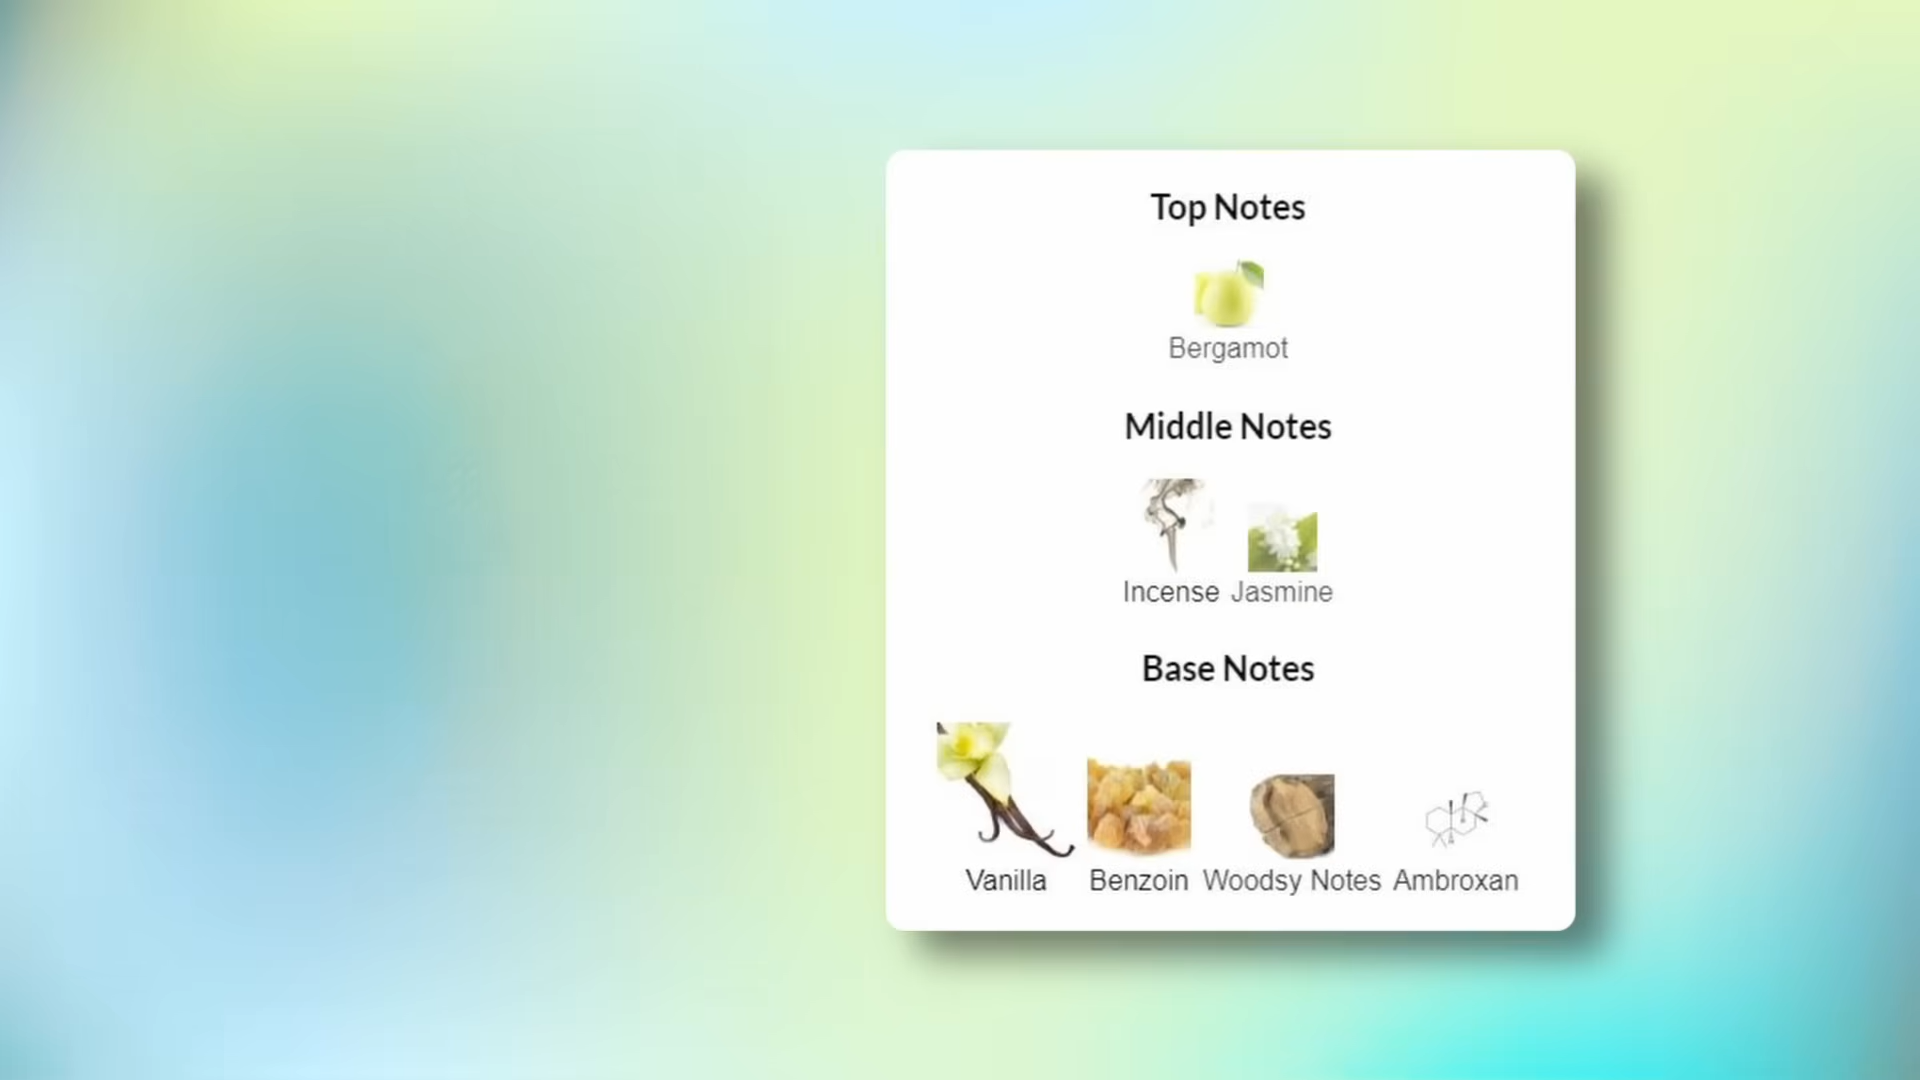 Top Notes
Bergamot
Middle Notes
Incense Jasmine
Base Notes
Vanilla Benzoin Woodsy Notes Ambroxan